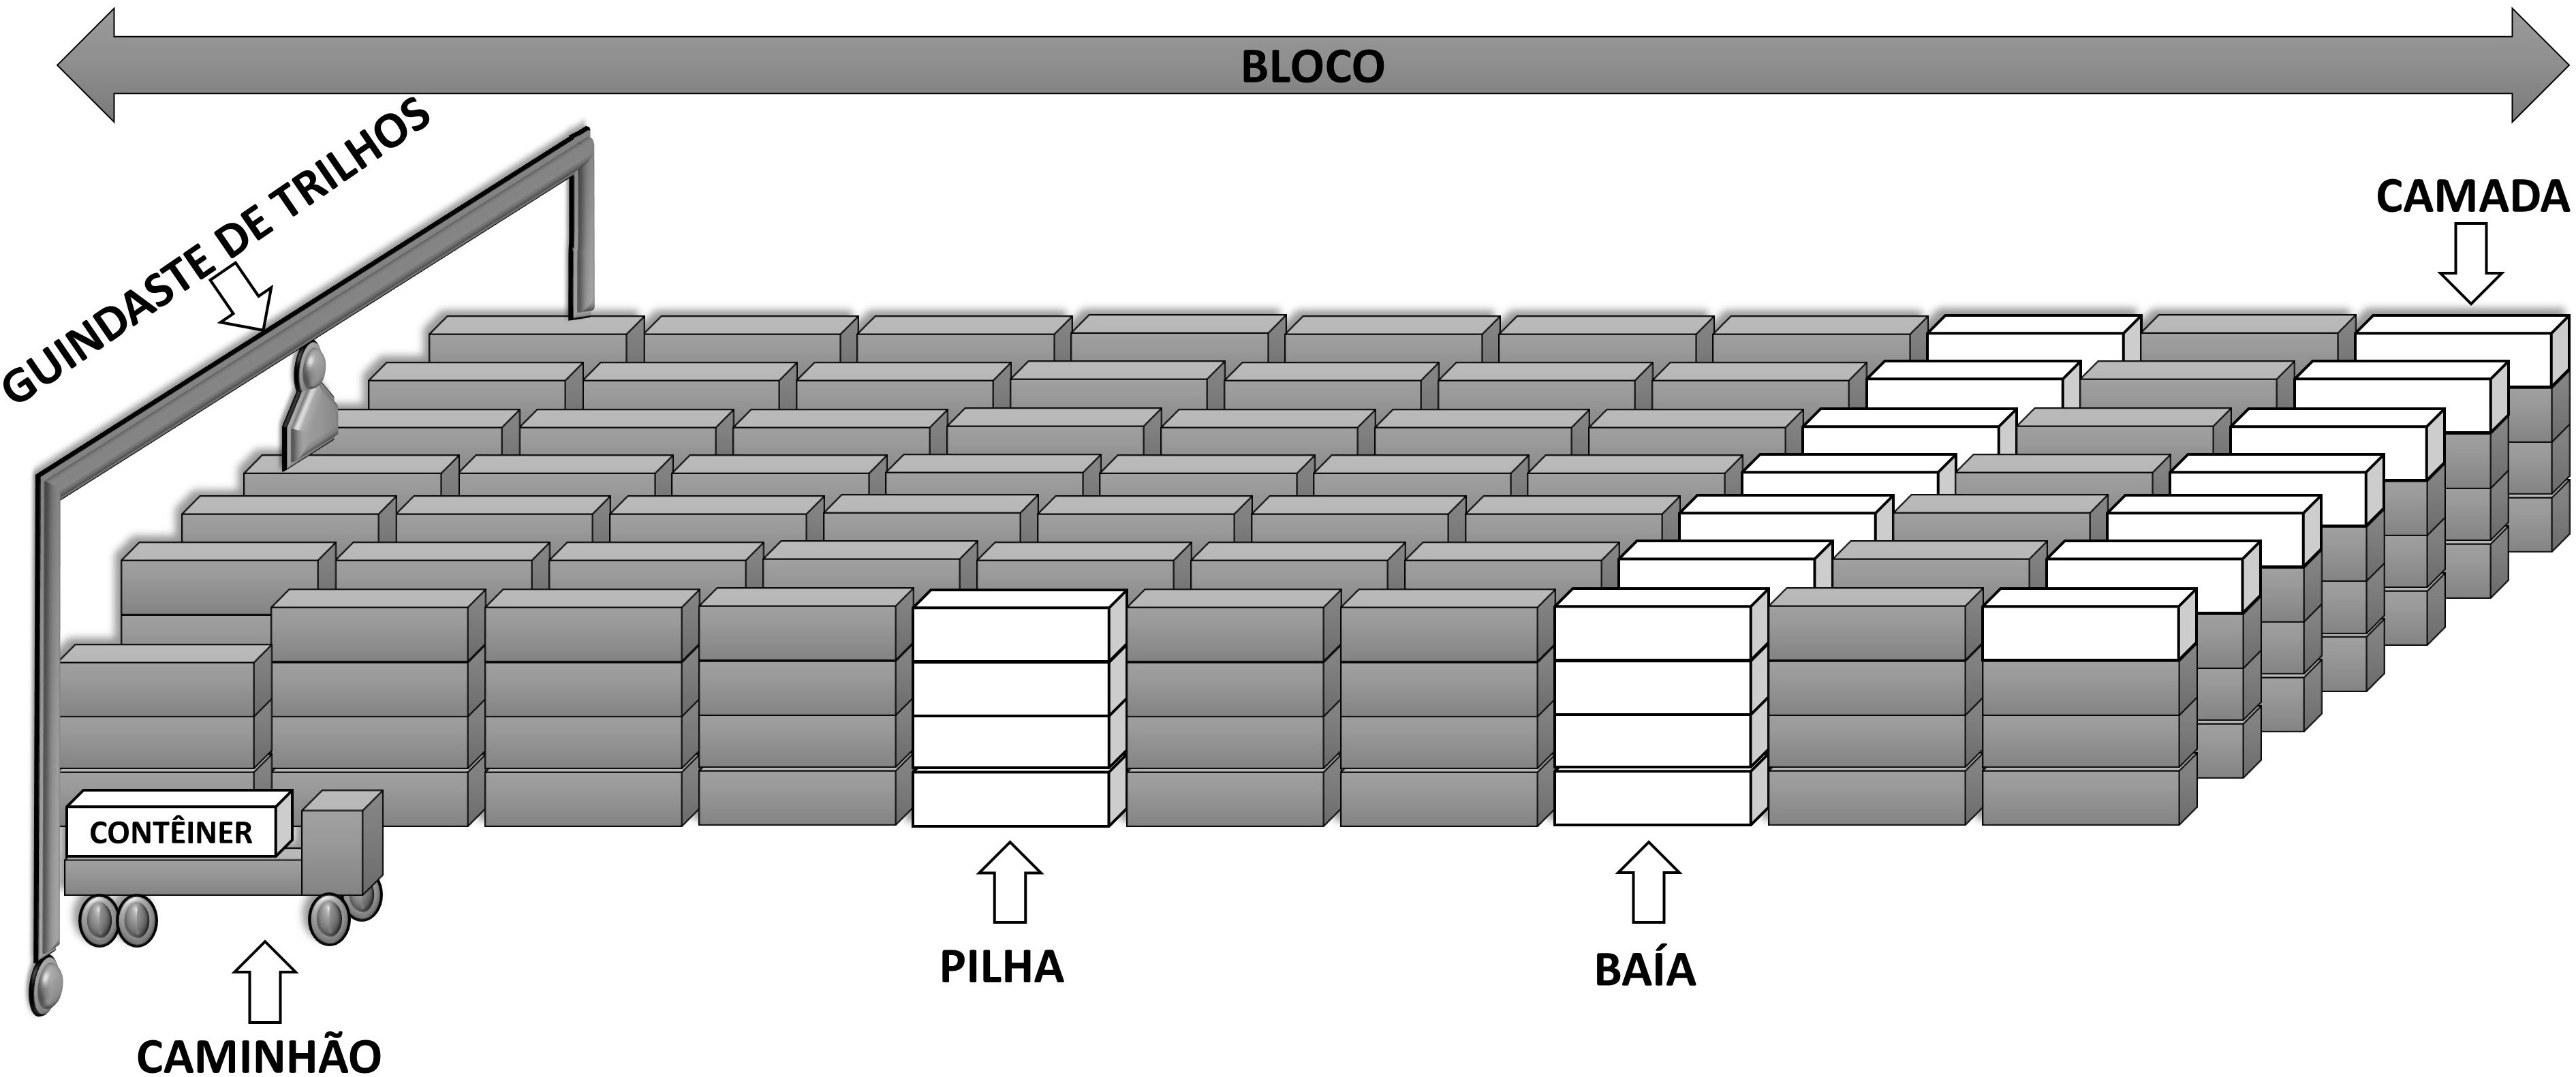 BLOCO
GUINDASTE DE TRILHOS
CAMADA
CONTÊINER
PILHA
BAÍA
CAMINHÃO